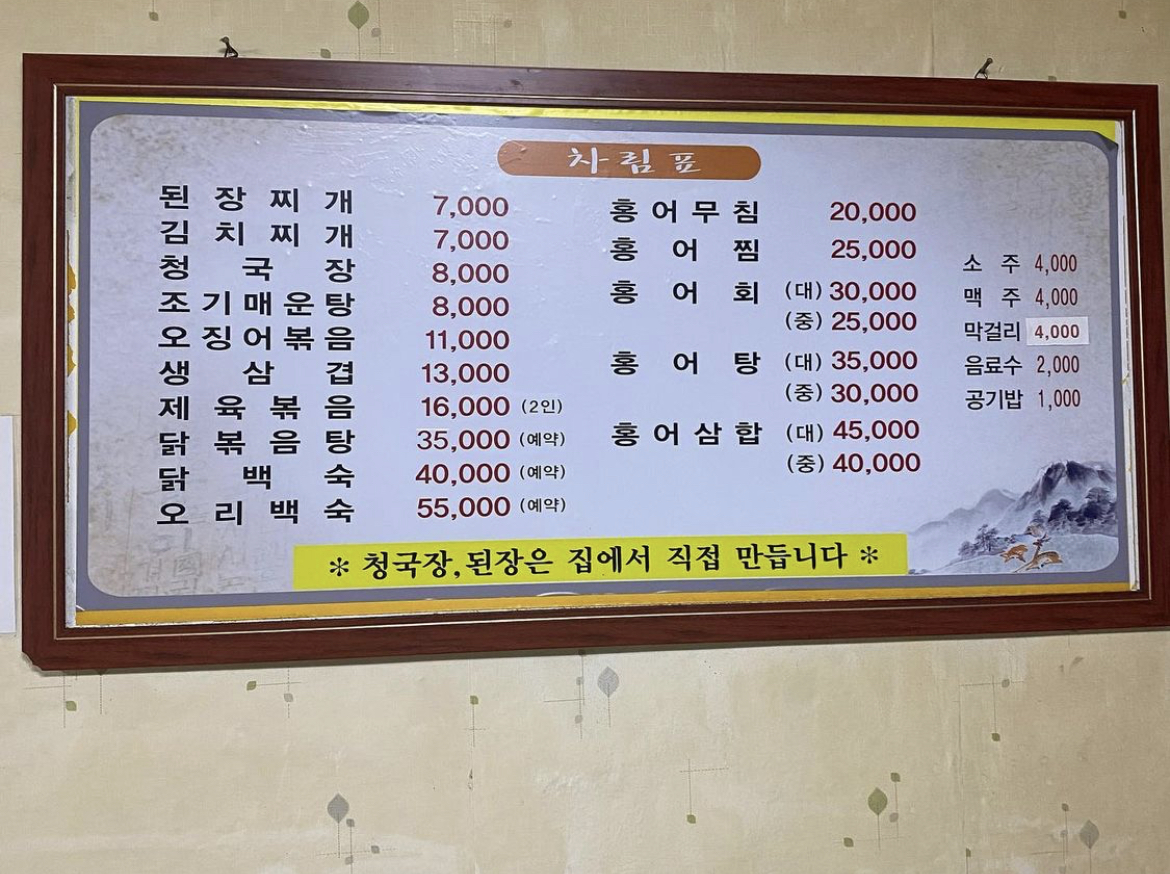 차림표
된장찌개 7,000
김치찌개 7,000
청국장 8,000
조기매운탕 8,000
오징어볶음 11,000
생삼겹 13,000
제육볶음 16,000 (2인)
닭볶음탕 35,000 (예약)
닭백숙 40,000 (예약)
오리백숙 55,000 (예약)
홍어무침 20,000
홍어찜 25,000
홍어회 (대) 30,000
(중) 25,000
홍어탕 (대) 35,000
(중) 30,000
홍어삼합 (대) 45,000
(중) 40,000
소주 4,000
맥주 4,000
막걸리 4,000
음료수 2,000
공기밥 1,000
* 청국장,된장은 집에서 직접 만듭니다 *